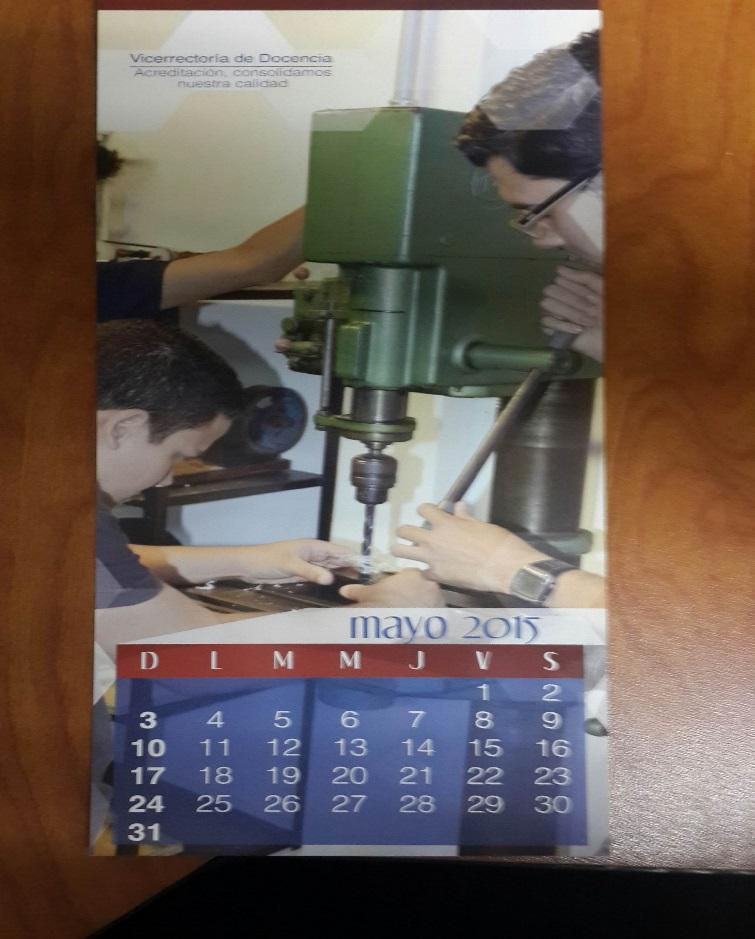 Vicerrectoría de Docencia
Acreditación, consolidamos
nuestra calidad
mayo 2015
D L M M J V S
1 2
3 4 5 6 7 8 9
10 11 12 13 14 15 16
17 18 19 20 21 22 23
24 25 26 27 28 29 30
31